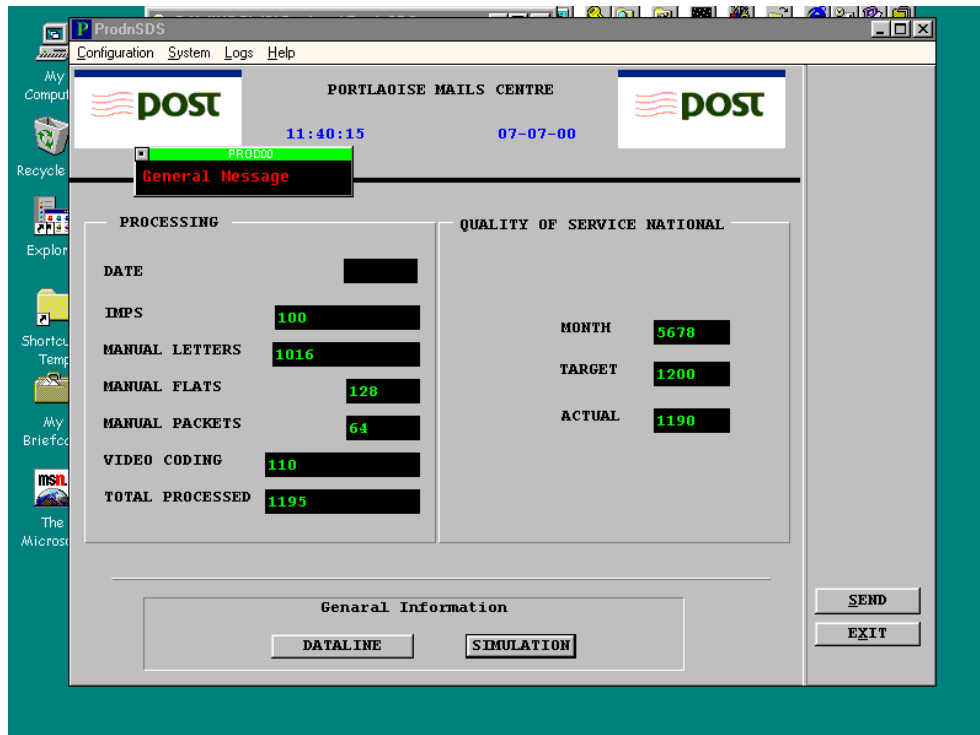 ProdnSDS
Configuration System Logs Help
My
Comput
post
PORTLAOISE MAILS CENTRE
post
11:40:15 07-07-00
PROD00
General Message
Recycle
PROCESSING
QUALITY OF SERVICE NATIONAL
Explor
DATE
IMPS 100
MONTH 5678
Shortcu
Temp
MANUAL LETTERS 1016
TARGET 1200
MANUAL FLATS 128
ACTUAL 1190
MANUAL PACKETS 64
My
Briefca
VIDEO CODING 110
msn.
TOTAL PROCESSED 1195
The
Microso
Genaral Information
DATALINE SIMULATION
SEND
EXIT